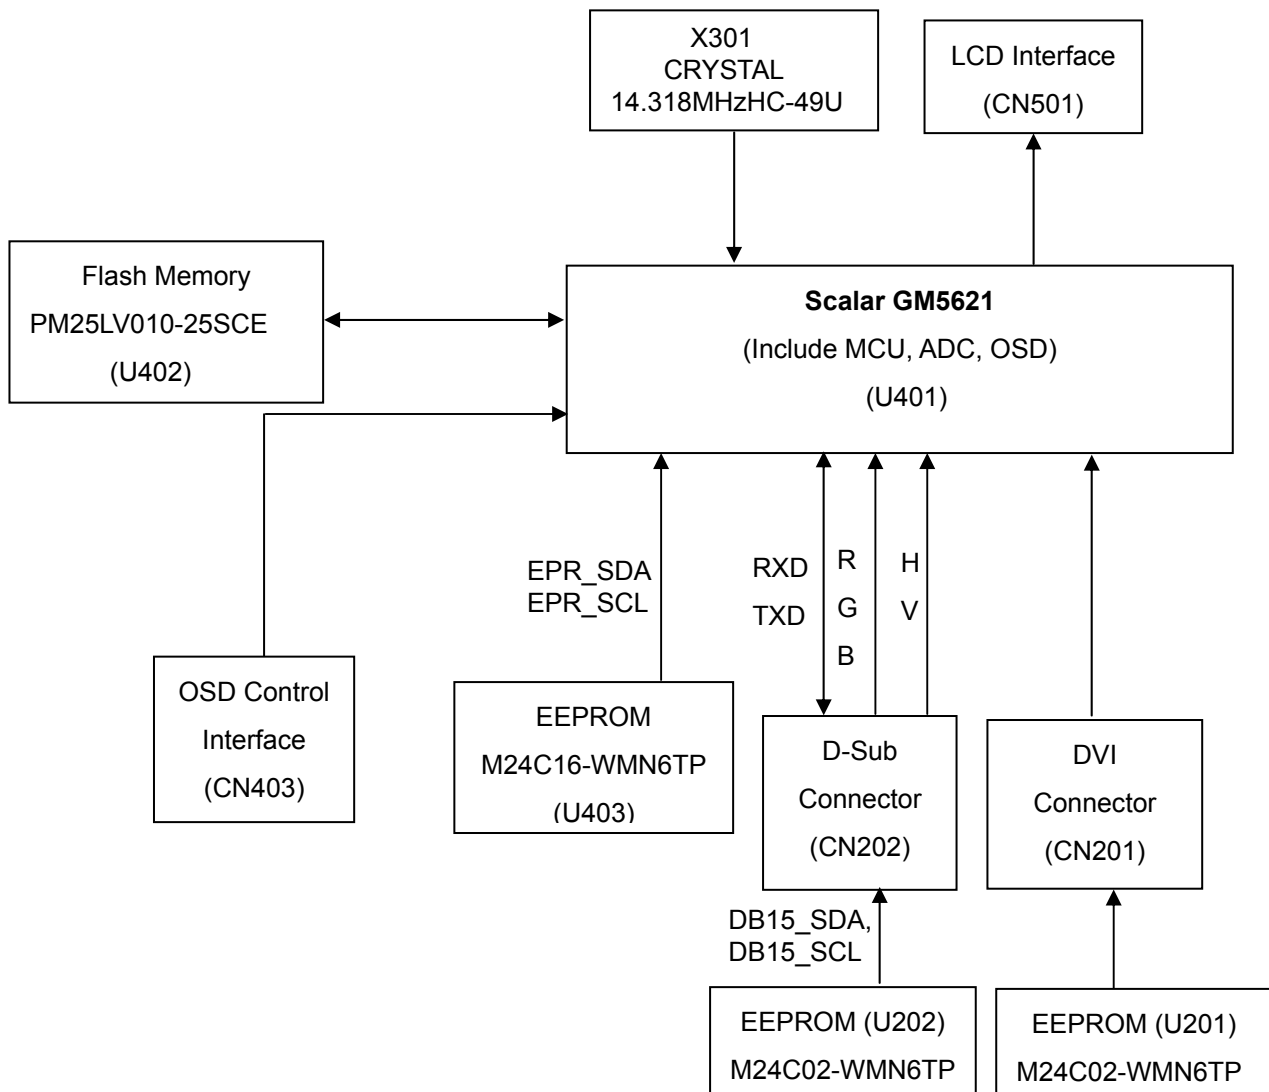 X301
CRYSTAL
14.318MHzHC-49U
LCD Interface
(CN501)
Flash Memory
PM25LV010-25SCE
(U402)
Scalar GM5621
(Include MCU, ADC, OSD)
(U401)
EPR_SDA
EPR_SCL
RXD
TXD
R
G
B
H
V
OSD Control
Interface
(CN403)
EEPROM
M24C16-WMN6TP
(U403)
D-Sub
Connector
(CN202)
DVI
Connector
(CN201)
DB15_SDA,
DB15_SCL
EEPROM (U202)
M24C02-WMN6TP
EEPROM (U201)
M24C02-WMN6TP